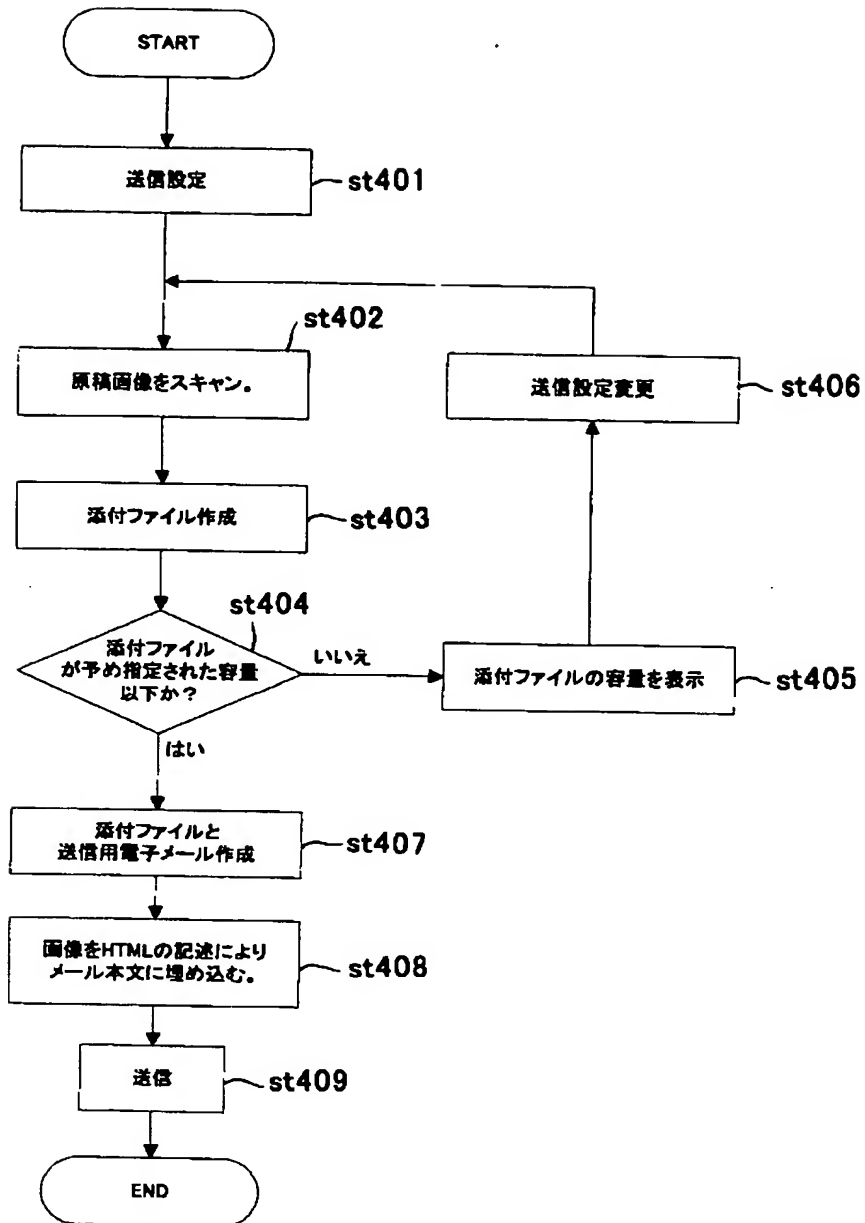 START
送信設定
st401
st402
原稿画像をスキャン。
送信設定変更
st406
添付ファイル作成
st403
st404
添付ファイル
が予め指定された容量
以下か？
いいえ
添付ファイルの容量を表示
st405
はい
添付ファイルと
送信用電子メール作成
st407
画像をHTMLの記述により
メール本文に埋め込む。
st408
送信
st409
END